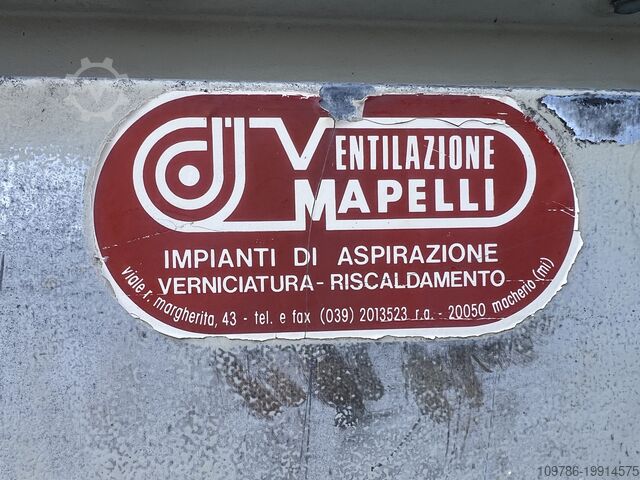 VENTILAZIONE
MAPELLI
IMPIANTI DI ASPIRAZIONE
VERNICIATURA - RISCALDAMENTO
viale r. margherita, 43 - tel. e fax (039) 2013523 r.a. - 20050 macherio (mi)
109786-19914575